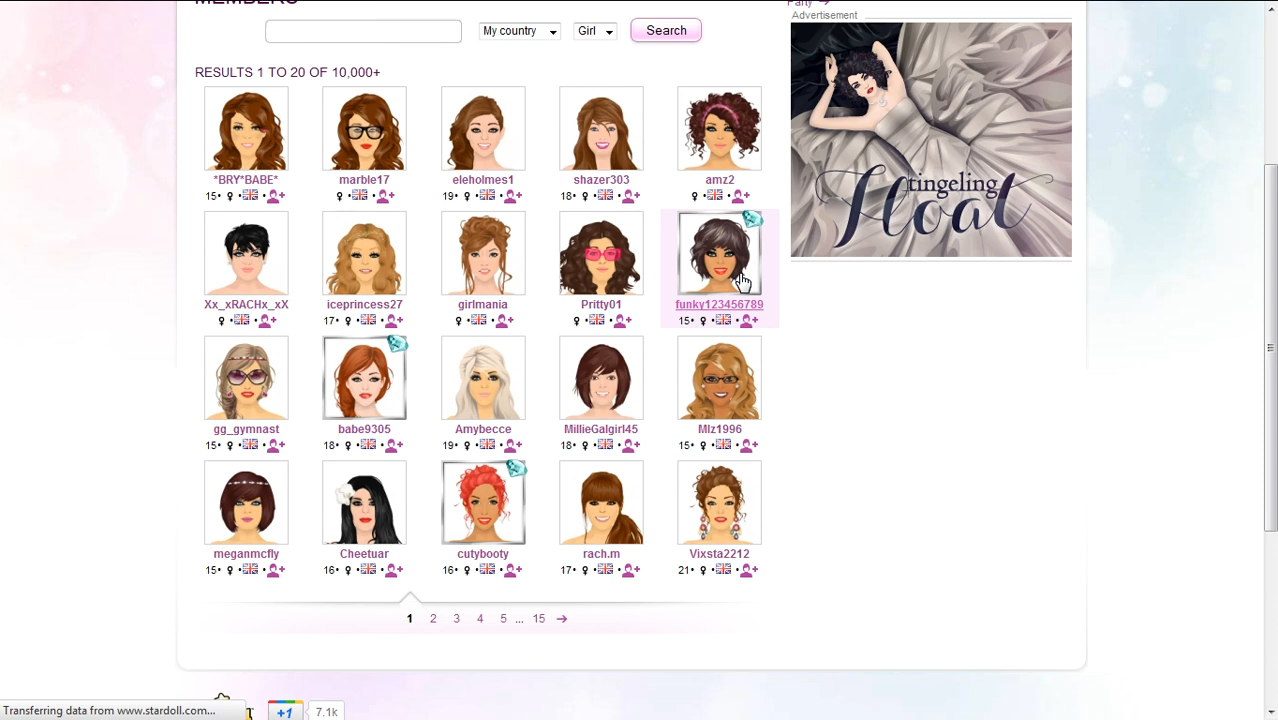 MEMBERS
Party
Advertisement
My country
Girl
Search
RESULTS 1 TO 20 OF 10,000+
tingeling
Float
*BRY*BABE*
marble17
eleholmes1
shazer303
amz2
15•
•
19•
18•
•
Xx_xRACHx_xX
iceprincess27
girlmania
Pritty01
funky123456789
•
17•
•
•
15•
gg_gymnast
babe9305
Amybecce
MillieGalgirl45
Mlz1996
15•
18•
19•
18•
15•
meganmcfly
Cheetuar
cutybooty
rach.m
Vixsta2212
15•
16•
16•
17•
21•
1 2 3 4 5 ... 15
Transferring data from www.stardoll.com...
+1
7.1k